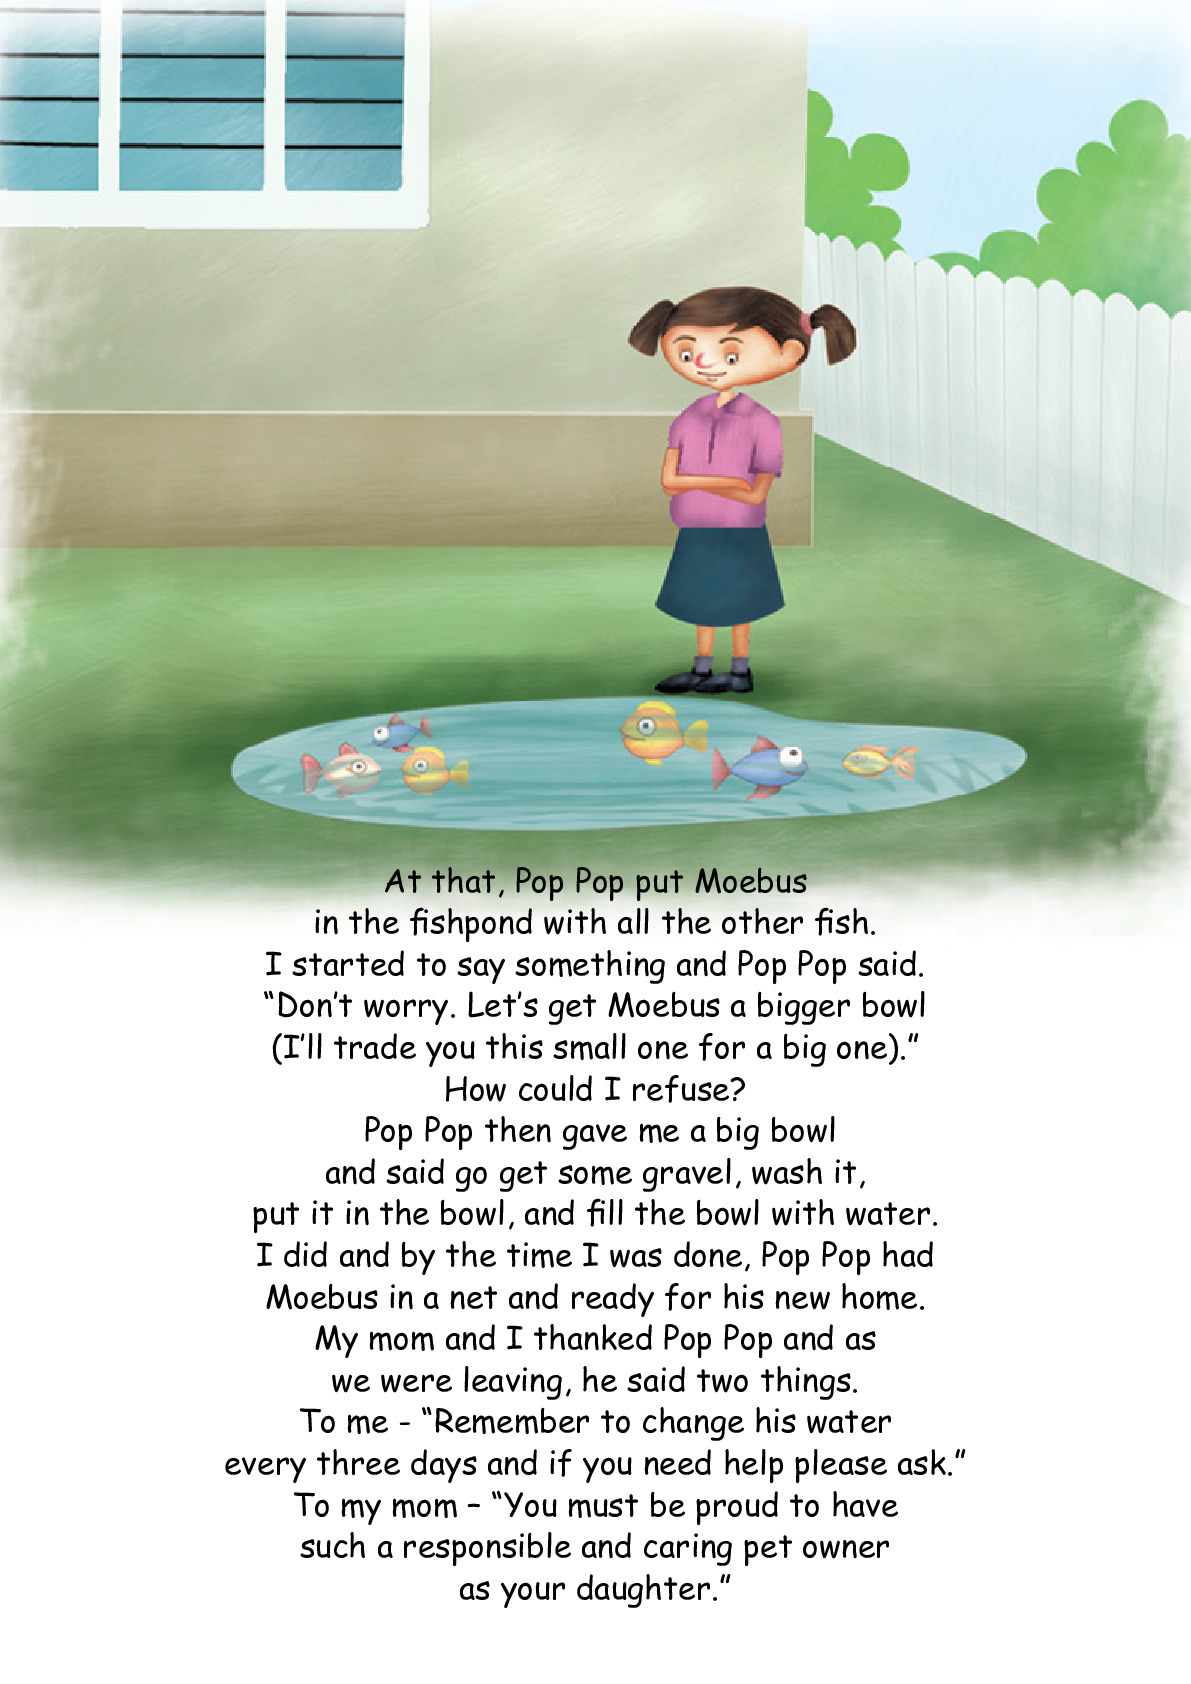 At that, Pop Pop put Moebus
in the fishpond with all the other fish.
I started to say something and Pop Pop said.
“Don’t worry. Let’s get Moebus a bigger bowl
(I’ll trade you this small one for a big one).”
How could I refuse?
Pop Pop then gave me a big bowl
and said go get some gravel, wash it,
put it in the bowl, and fill the bowl with water.
I did and by the time I was done, Pop Pop had
Moebus in a net and ready for his new home.
My mom and I thanked Pop Pop and as
we were leaving, he said two things.
To me - “Remember to change his water
every three days and if you need help please ask.”
To my mom – “You must be proud to have
such a responsible and caring pet owner
as your daughter.”